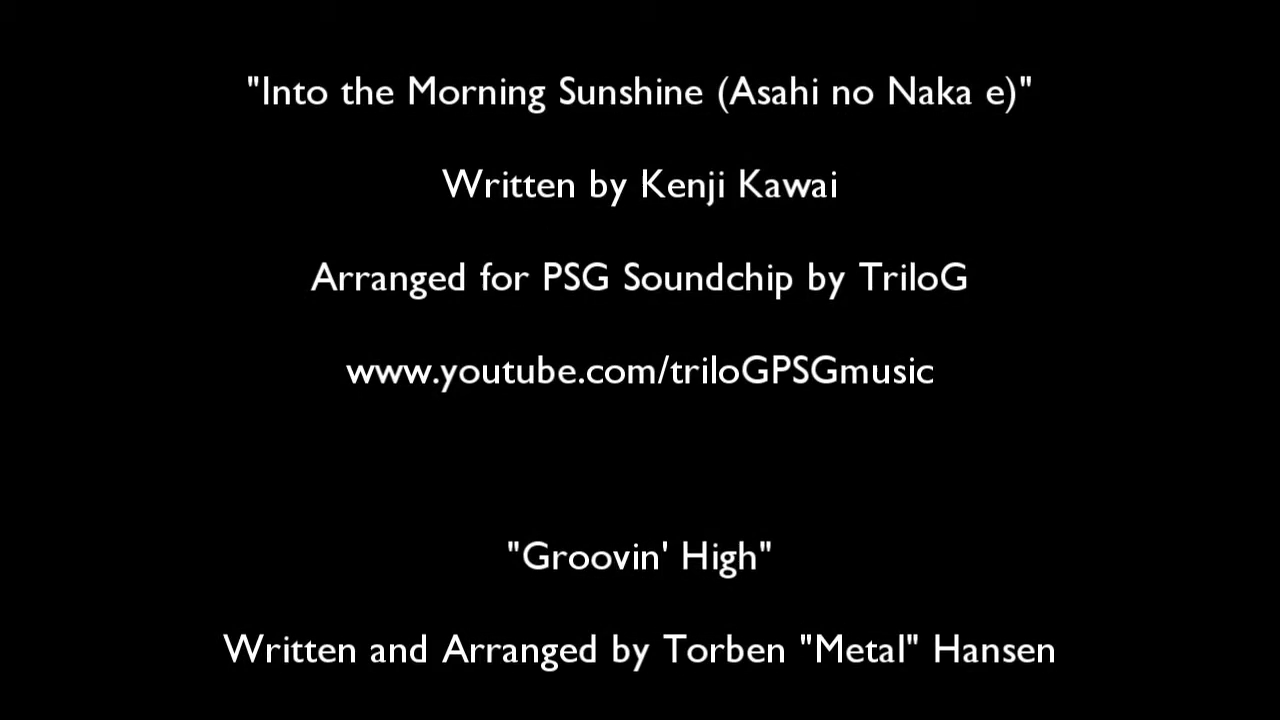 "Into the Morning Sunshine (Asahi no Naka e)"
Written by Kenji Kawai
Arranged for PSG Soundchip by TriloG
www.youtube.com/triloGPSGmusic
"Groovin' High"
Written and Arranged by Torben "Metal" Hansen